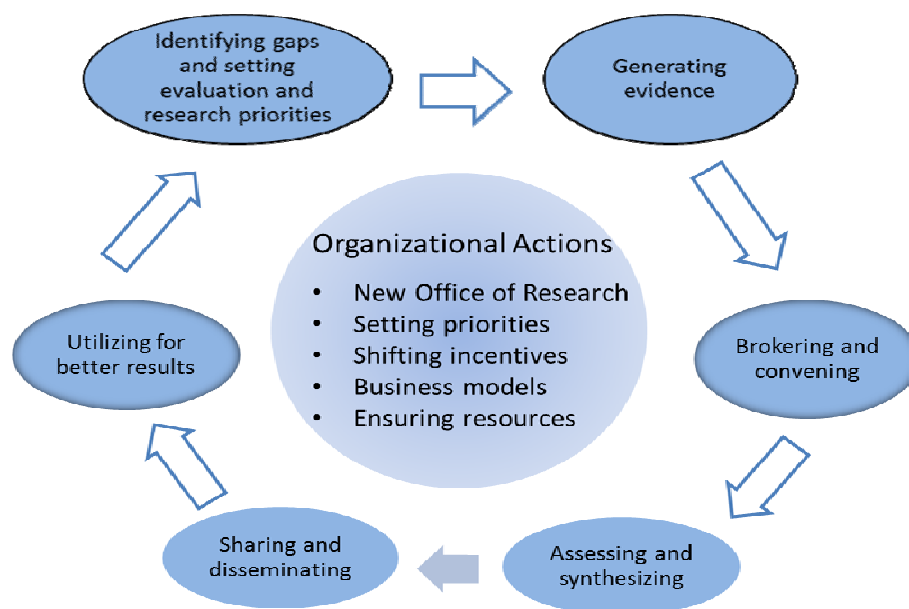 Identifying gaps
and setting
evaluation and
research priorities
Generating
evidence
Brokering and
convening
Assessing and
synthesizing
Sharing and
disseminating
Utilizing for
better results
Organizational Actions
• New Office of Research
• Setting priorities
• Shifting incentives
• Business models
• Ensuring resources